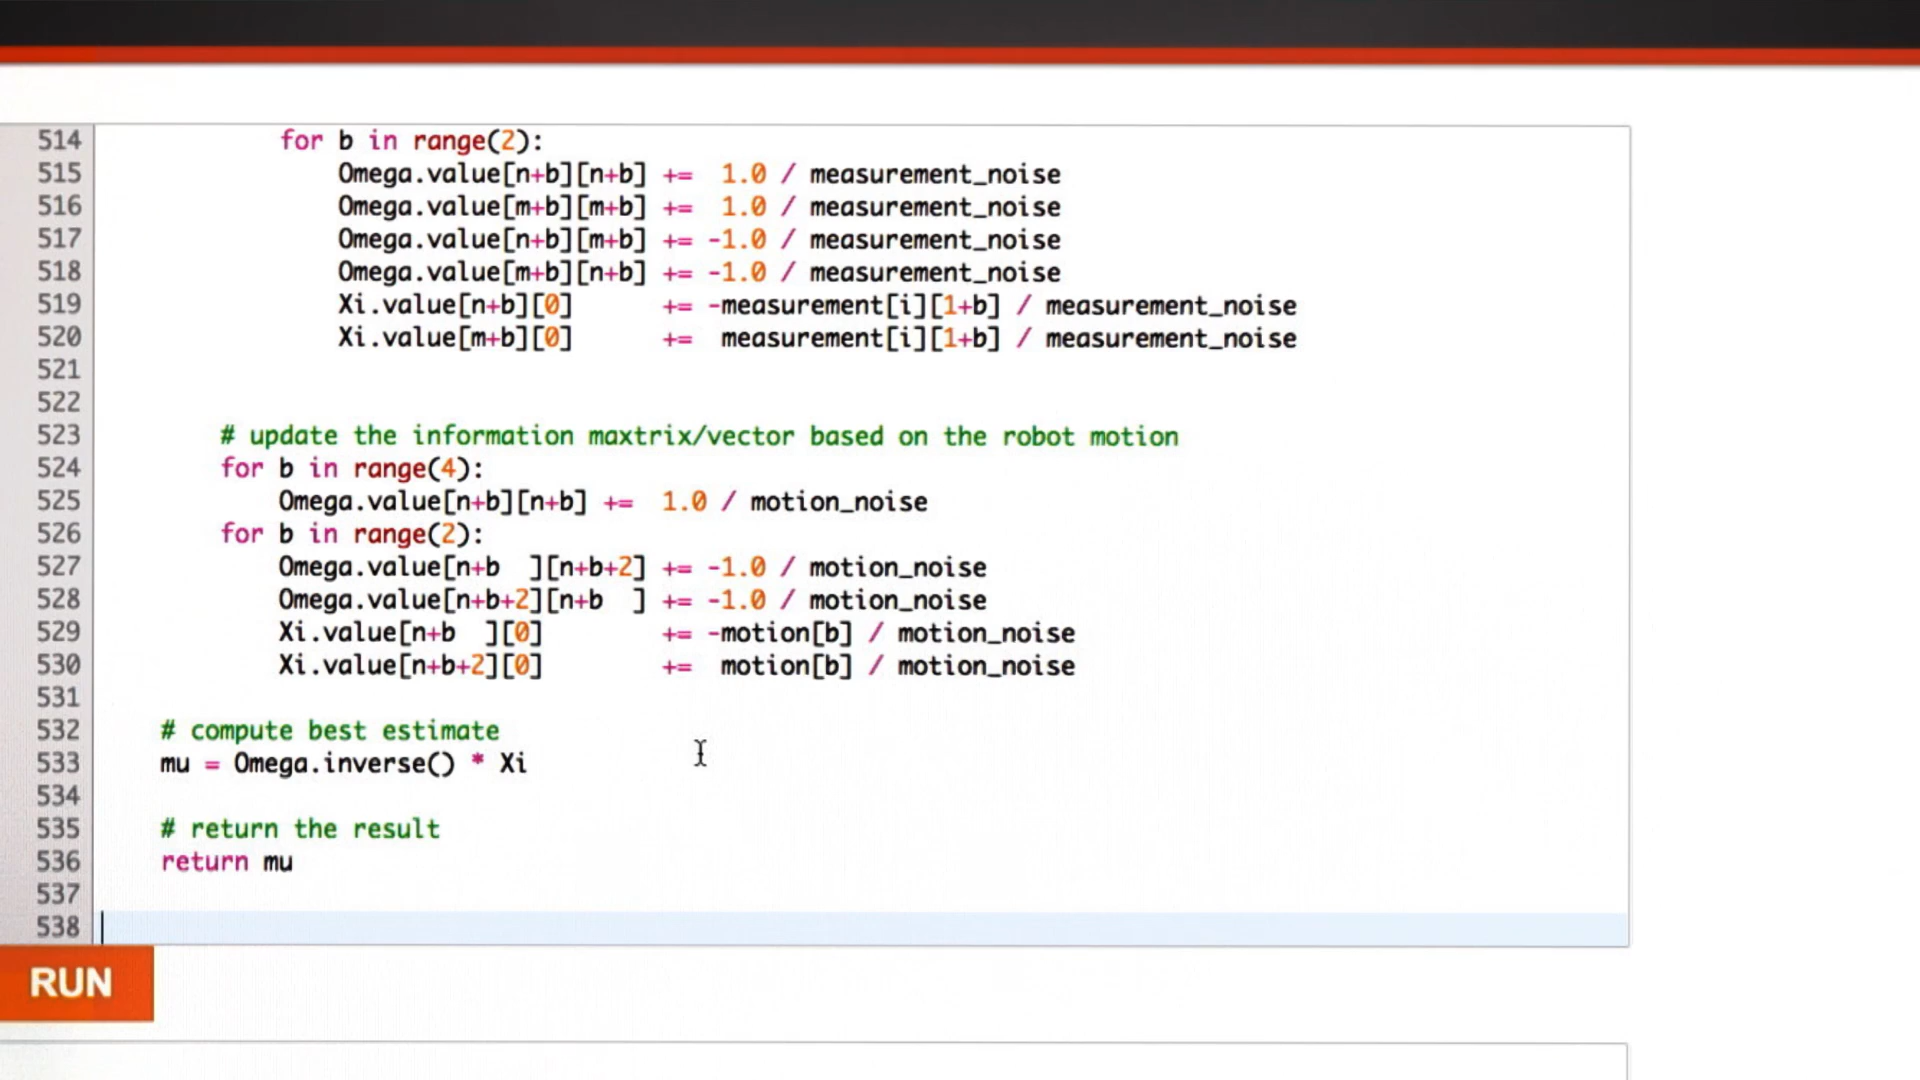 514 for b in range(2):
515 Omega.value[n+b][n+b] += 1.0 / measurement_noise
516 Omega.value[m+b][m+b] += 1.0 / measurement_noise
517 Omega.value[n+b][m+b] += -1.0 / measurement_noise
518 Omega.value[m+b][n+b] += -1.0 / measurement_noise
519 Xi.value[n+b][0] += -measurement[i][1+b] / measurement_noise
520 Xi.value[m+b][0] += measurement[i][1+b] / measurement_noise
521
522
523 # update the information maxtrix/vector based on the robot motion
524 for b in range(4):
525 Omega.value[n+b][n+b] += 1.0 / motion_noise
526 for b in range(2):
527 Omega.value[n+b ][n+b+2] += -1.0 / motion_noise
528 Omega.value[n+b+2][n+b ] += -1.0 / motion_noise
529 Xi.value[n+b ][0] += -motion[b] / motion_noise
530 Xi.value[n+b+2][0] += motion[b] / motion_noise
531
532 # compute best estimate
533 mu = Omega.inverse() * Xi
534
535 # return the result
536 return mu
537
538
RUN